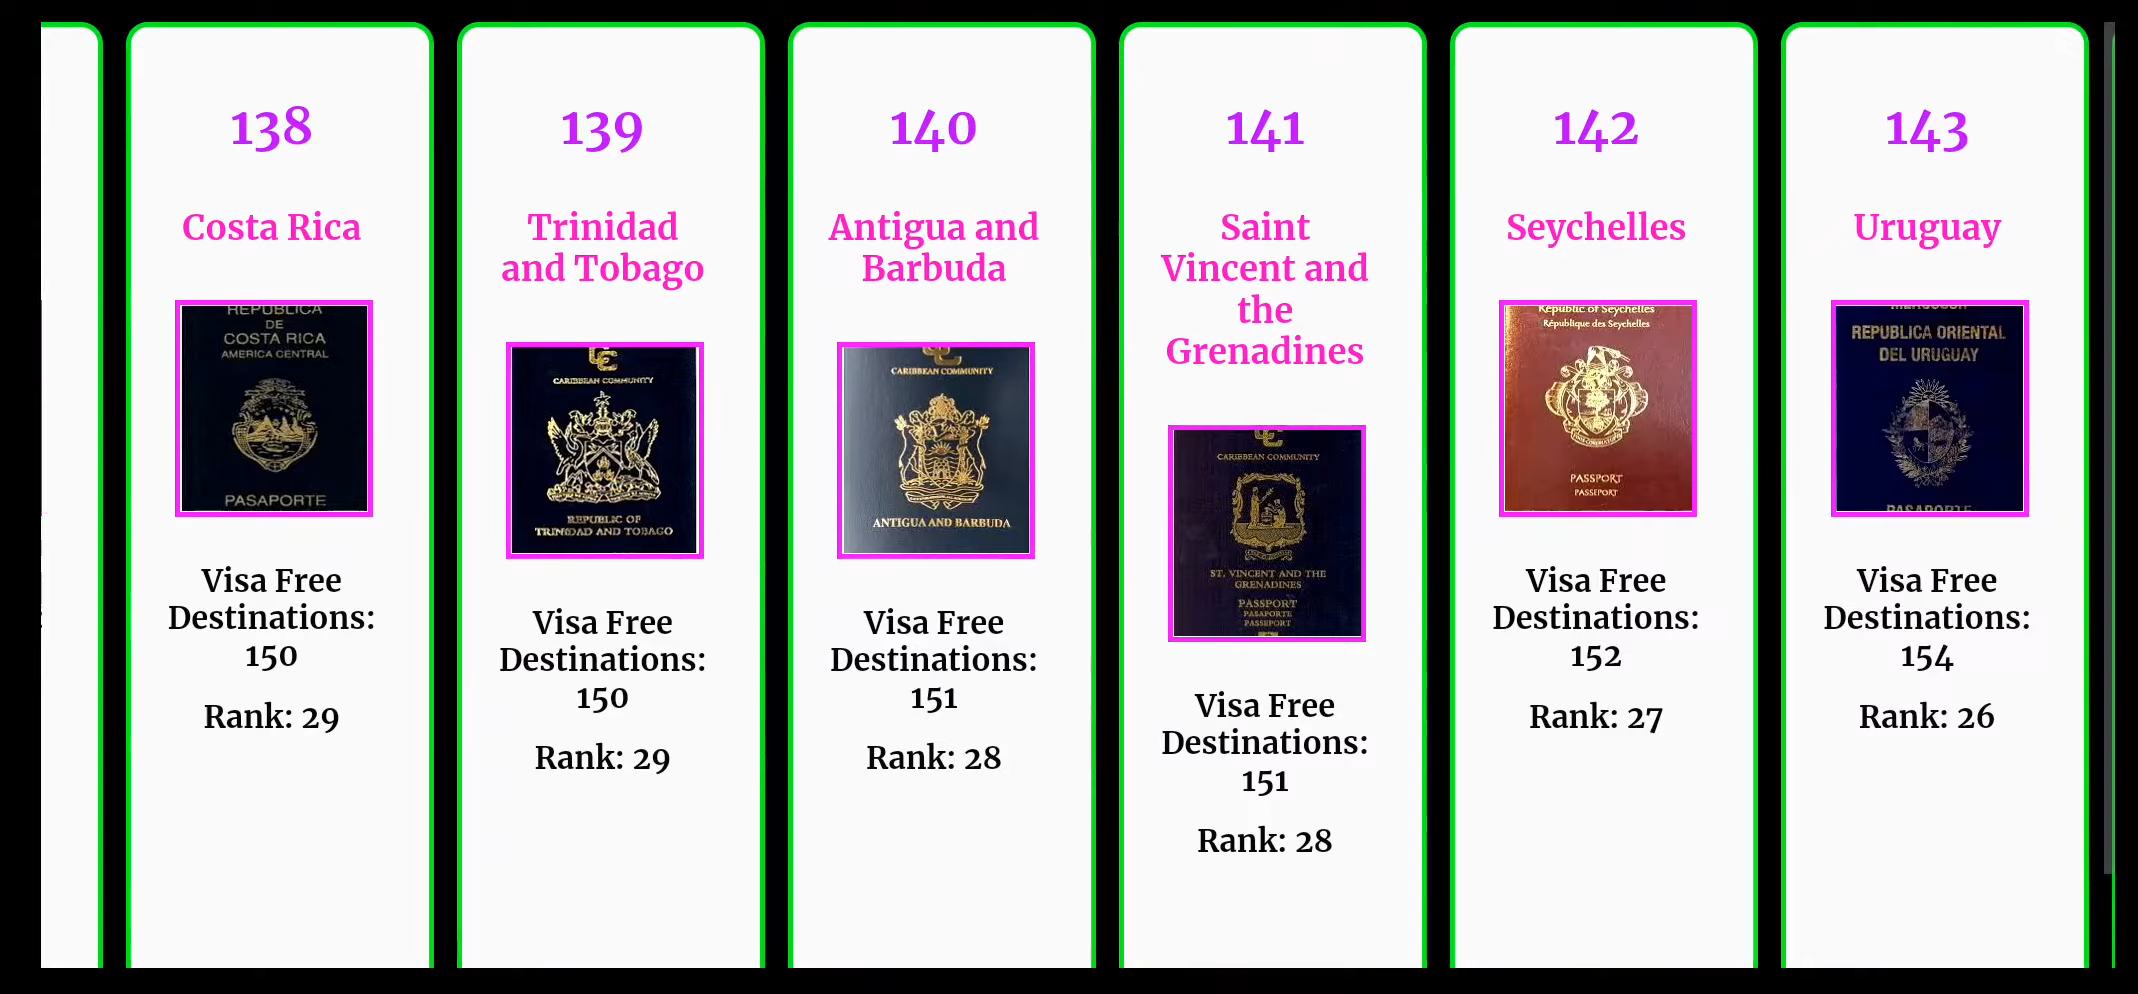 138
Costa Rica
REPUBLICA
DE
COSTA RICA
AMERICA CENTRAL
PASAPORTE
Visa Free
Destinations:
150
Rank: 29
139
Trinidad
and Tobago
CARIBBEAN COMMUNITY
REPUBLIC OF
TRINIDAD AND TOBAGO
Visa Free
Destinations:
150
Rank: 29
140
Antigua and
Barbuda
CARIBBEAN COMMUNITY
ANTIGUA AND BARBUDA
Visa Free
Destinations:
151
Rank: 28
141
Saint
Vincent and
the
Grenadines
CARIBBEAN COMMUNITY
ST. VINCENT AND THE
GRENADINES
PASSPORT
PASAPORTE
PASSEPORT
Visa Free
Destinations:
151
Rank: 28
142
Seychelles
Republic of Seychelles
République des Seychelles
PASSPORT
PASSEPORT
Visa Free
Destinations:
152
Rank: 27
143
Uruguay
REPUBLICA ORIENTAL
DEL URUGUAY
PASAPORTE
Visa Free
Destinations:
154
Rank: 26